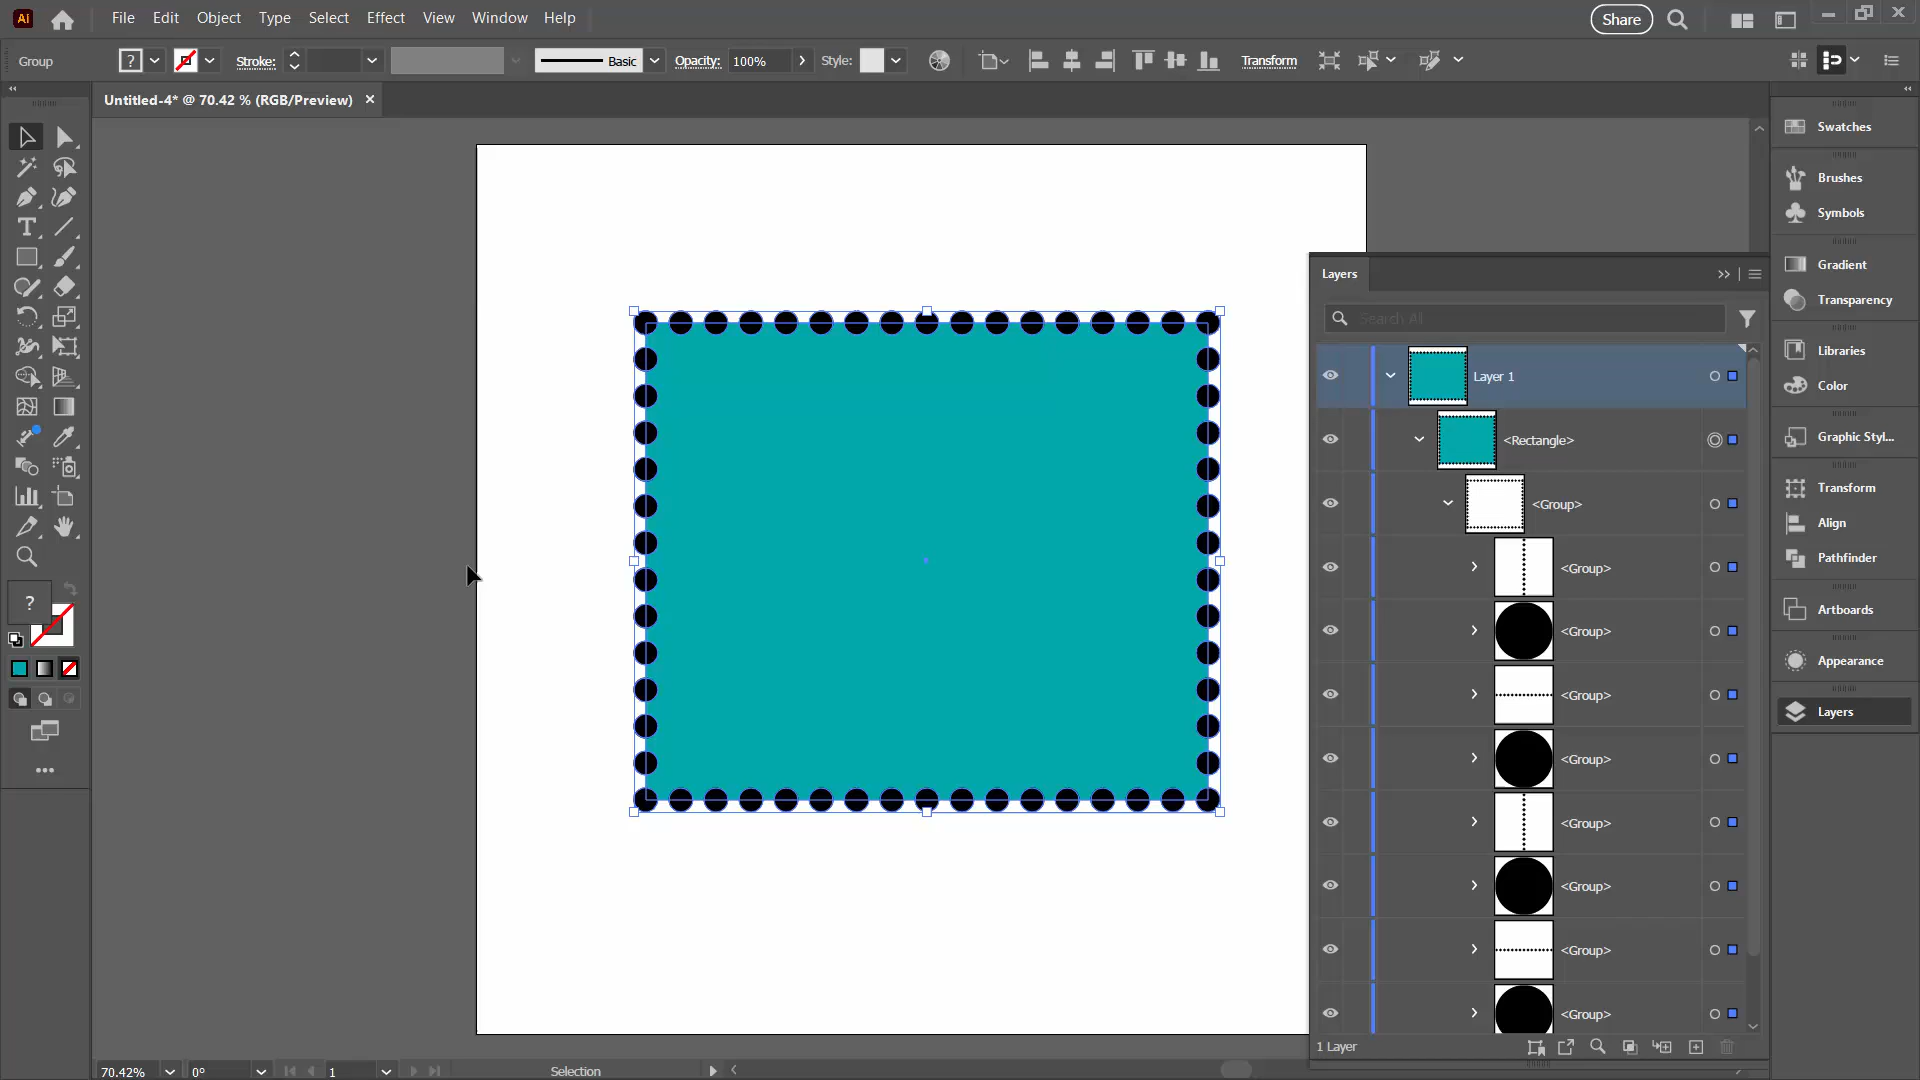 Ai File Edit Object Type Select Effect View Window Help Share
Group ? Stroke: Basic Opacity: 100% Style: Transform
Untitled-4* @ 70.42 % (RGB/Preview) ×
Swatches
Brushes
Symbols
Gradient
Transparency
Libraries
Color
Graphic Styl...
Transform
Align
Pathfinder
Artboards
Appearance
Layers
?
Layers
Search All
Layer 1
<Rectangle>
<Group>
<Group>
<Group>
<Group>
<Group>
<Group>
<Group>
<Group>
<Group>
1 Layer
70.42% 0° 1 Selection